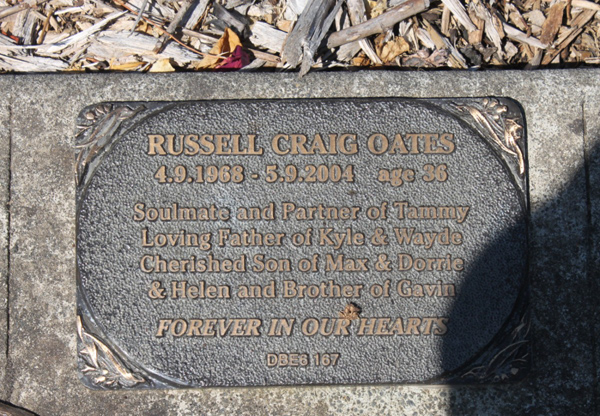 RUSSELL CRAIG OATES
4.9.1968 - 5.9.2004 age 36
Soulmate and Partner of Tammy
Loving Father of Kyle & Wayde
Cherished Son of Max & Dorrie
& Helen and Brother of Gavin
FOREVER IN OUR HEARTS
DBE6 167